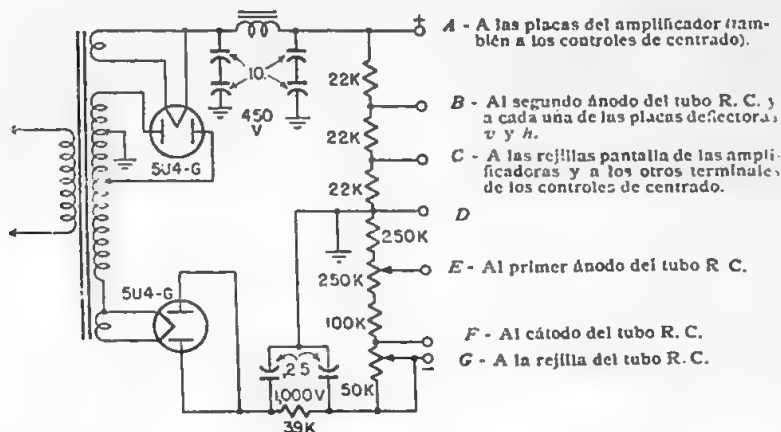 A - A las placas del amplificador (tam-
bién a los controles de centrado).
10.
450
V
22K
B - Al segundo ánodo del tubo R. C. y
a cada una de las placas deflectoras
v y h.
22K
5U4-G
C - A las rejillas pantalla de las ampli-
ficadoras y a los otros terminales
de los controles de centrado.
22K
D
250K
5U4-G
250K
E - Al primer ánodo del tubo R C.
100K
F - Al cátodo del tubo R. C.
G - A la rejilla del tubo R. C.
.25
1,000V
50K
39K